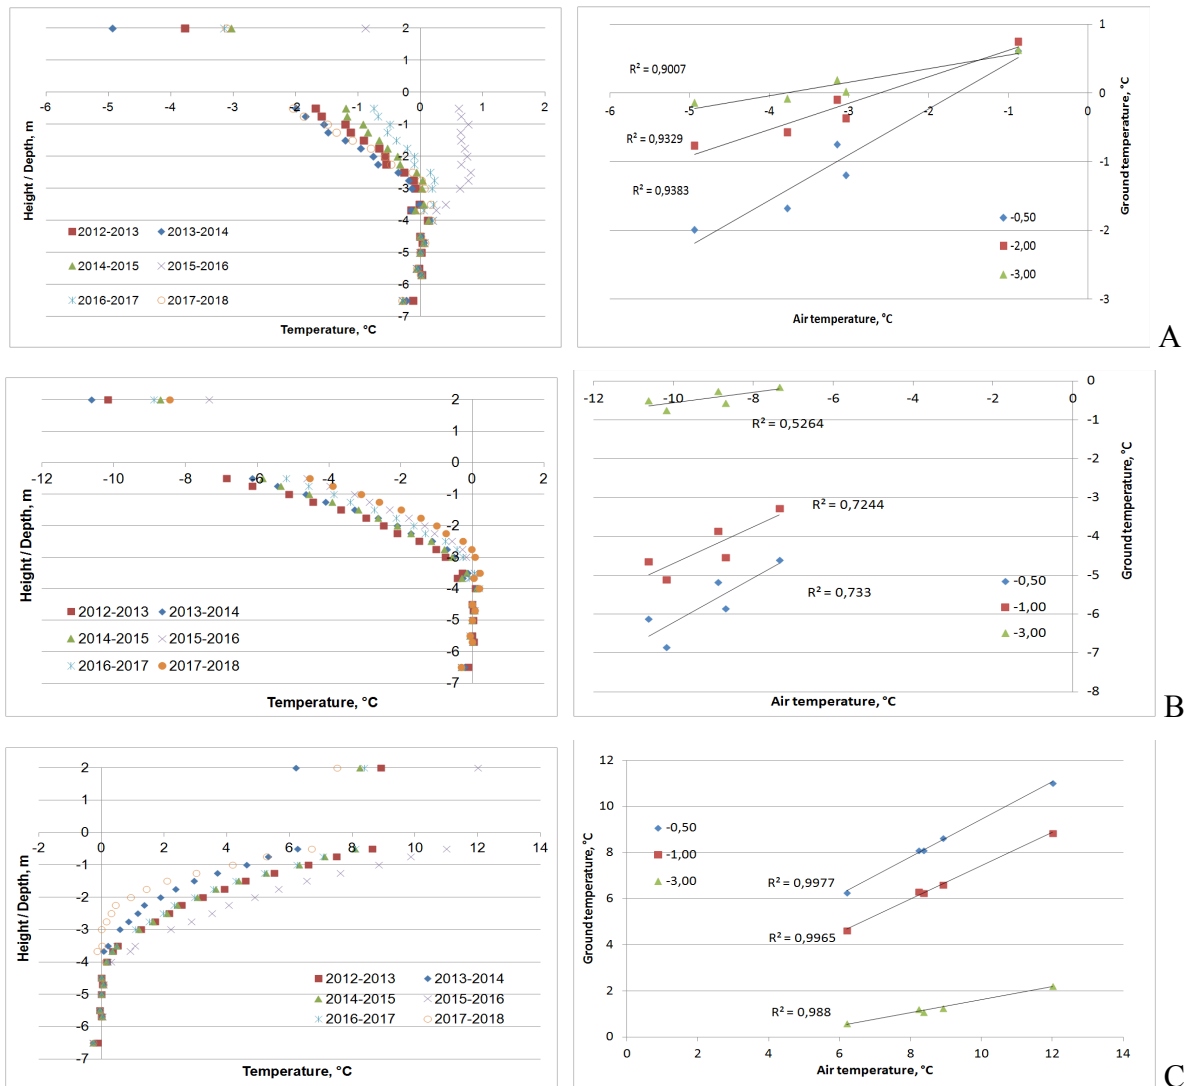 2
1
0
-6 -5 -4 -3 -2 -1 0 1 2
-1
-2
-3
-4
-5
-6
-7
Height / Depth, m
2012-2013 2013-2014
2014-2015 2015-2016
2016-2017 2017-2018
Temperature, °C
1
0
-6 -5 -4 -3 -2 -1 0
-1
-2
-3
R² = 0,9007
R² = 0,9329
R² = 0,9383
-0,50
-2,00
-3,00
Ground temperature, °C
Air temperature, °C
A
2
1
0
-12 -10 -8 -6 -4 -2 0 2
-1
-2
-3
-4
-5
-6
-7
Height / Depth, m
2012-2013 2013-2014
2014-2015 2015-2016
2016-2017 2017-2018
Temperature, °C
0
-12 -10 -8 -6 -4 -2 0
-1
-2
-3
-4
-5
-6
-7
-8
R² = 0,5264
R² = 0,7244
R² = 0,733
-0,50
-1,00
-3,00
Ground temperature, °C
Air temperature, °C
B
2
1
0
-2 0 2 4 6 8 10 12 14
-1
-2
-3
-4
-5
-6
-7
Height / Depth, m
2012-2013 2013-2014
2014-2015 2015-2016
2016-2017 2017-2018
Temperature, °C
12
10
8
6
4
2
0
0 2 4 6 8 10 12 14
-0,50
-1,00
-3,00
R² = 0,9977
R² = 0,9965
R² = 0,988
Ground temperature, °C
Air temperature, °C
C